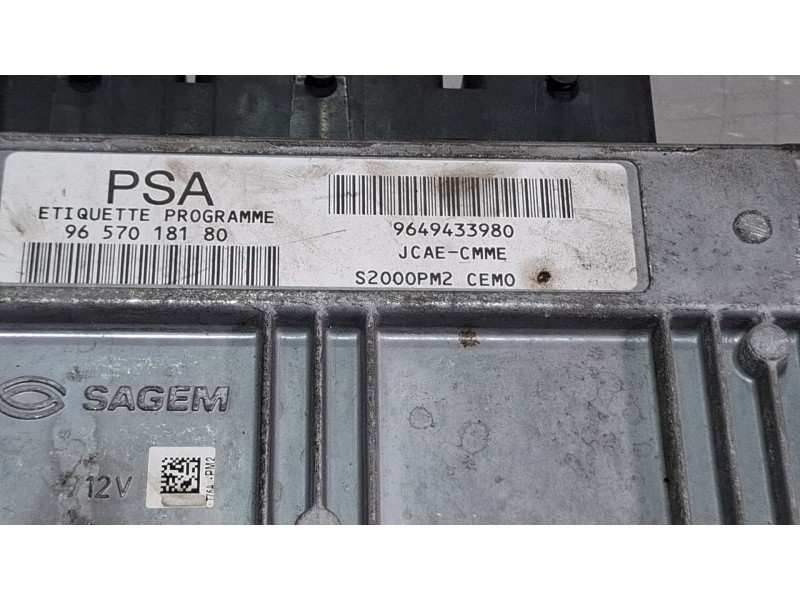 PSA
ETIQUETTE PROGRAMME
96 570 181 80
9649433980
JCAE-CMME
S2000PM2 CEMO
SAGEM
12V